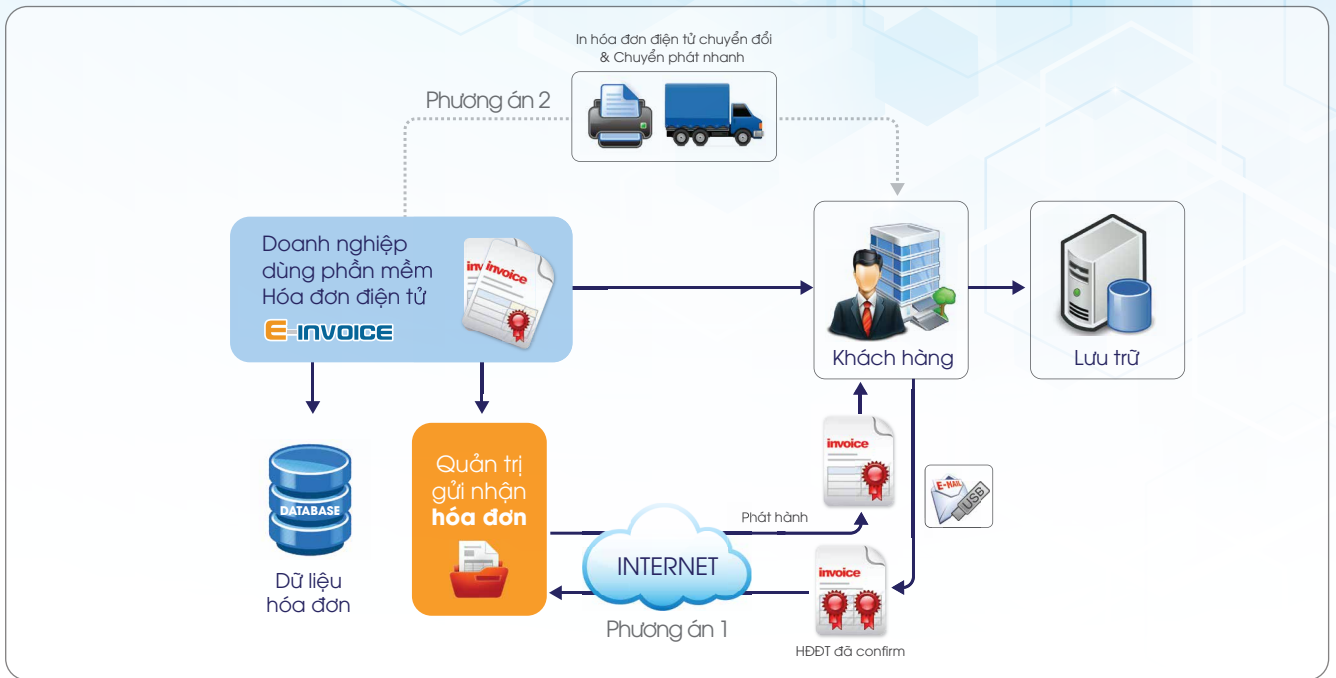 In hóa đơn điện tử chuyển đổi
& Chuyển phát nhanh
Phương án 2
Doanh nghiệp
dùng phần mềm
Hóa đơn điện tử
E-INVOICE
inv
invoice
Khách hàng
Lưu trữ
DATABASE
Dữ liệu
hóa đơn
Quản trị
gửi nhận
hóa đơn
INTERNET
Phương án 1
Phát hành
invoice
E-MAIL
USB
invoice
HĐĐT đã confirm